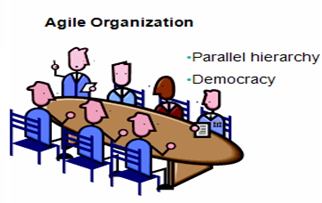 Agile Organization
•Parallel hierarchy
•Democracy